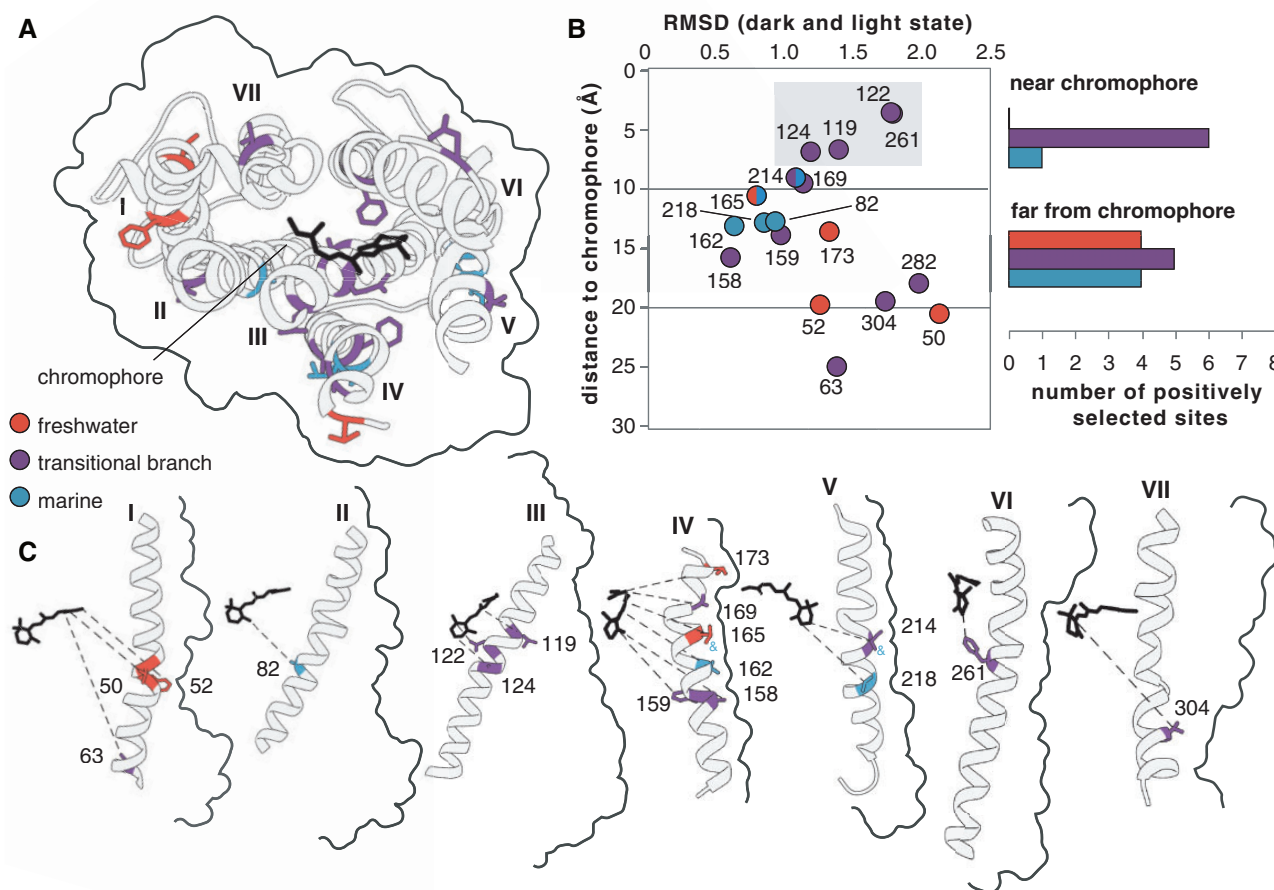 A
VII
VI
I
II
III
V
IV
chromophore
freshwater
transitional branch
marine
B
RMSD (dark and light state)
0 0.5 1.0 1.5 2.0 2.5
distance to chromophore (Å)
0
5
10
15
20
25
30
122
261
124 119
214 169
165
218 82
162
159 173
158
282
52 304 50
63
near chromophore
far from chromophore
0 1 2 3 4 5 6 7 8
number of positively
selected sites
C
I
50 52
63
II
82
III
119
122
124
IV
173
169
165
&
162
158
159
V
214
&
218
VI
261
VII
304